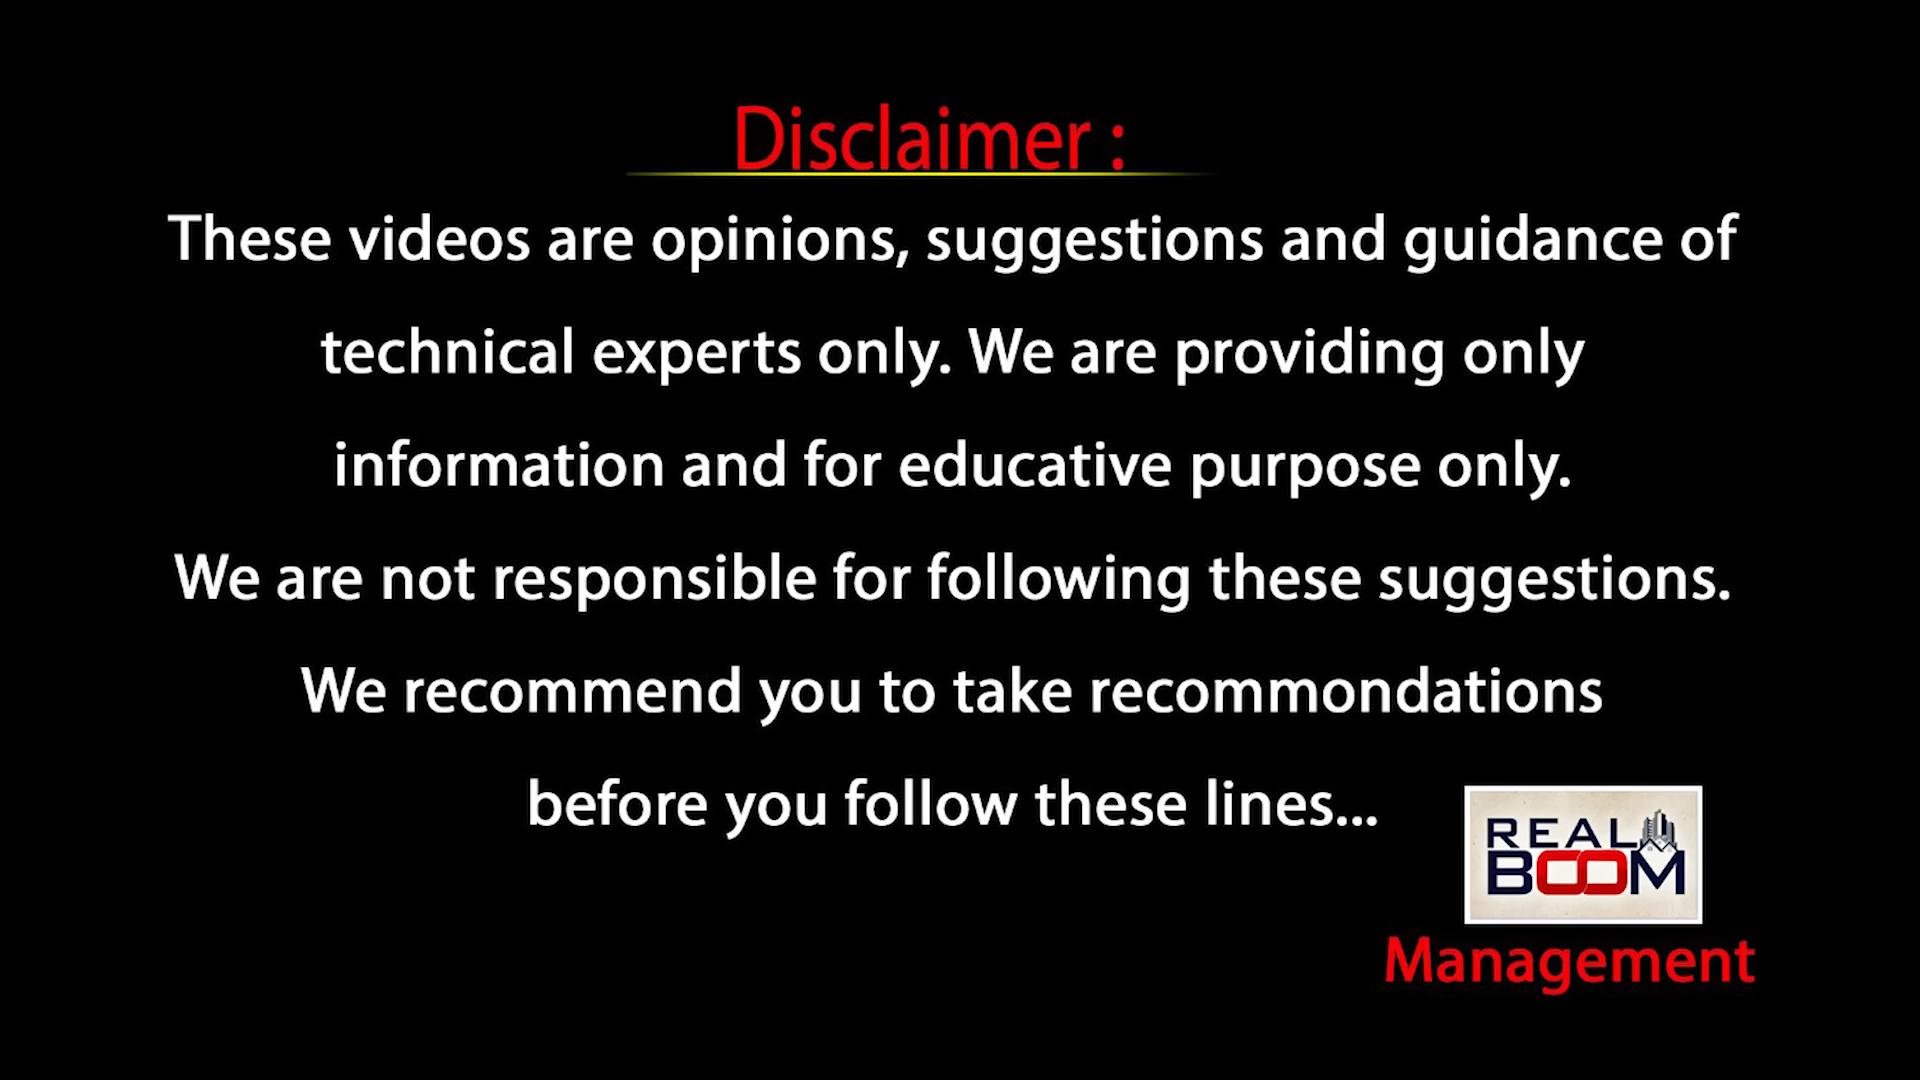 Disclaimer :
These videos are opinions, suggestions and guidance of
technical experts only. We are providing only
information and for educative purpose only.
We are not responsible for following these suggestions.
We recommend you to take recommondations
before you follow these lines...
REAL
BOOM
Management